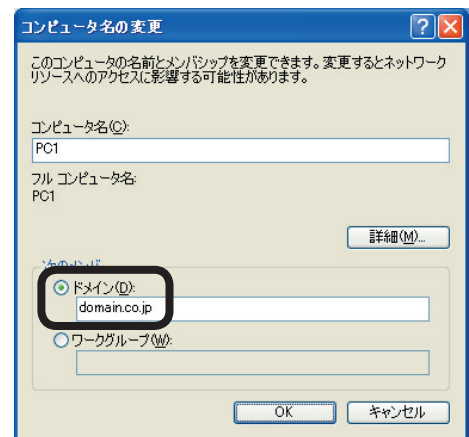 コンピュータ名の変更
このコンピュータの名前とメンバシップを変更できます。変更するとネットワーク
リソースへのアクセスに影響する可能性があります。
コンピュータ名(C):
PC1
フル コンピュータ名:
PC1
詳細(M)...
次のメンバ
ドメイン(D):
domain.co.jp
ワークグループ(W):
OK
キャンセル